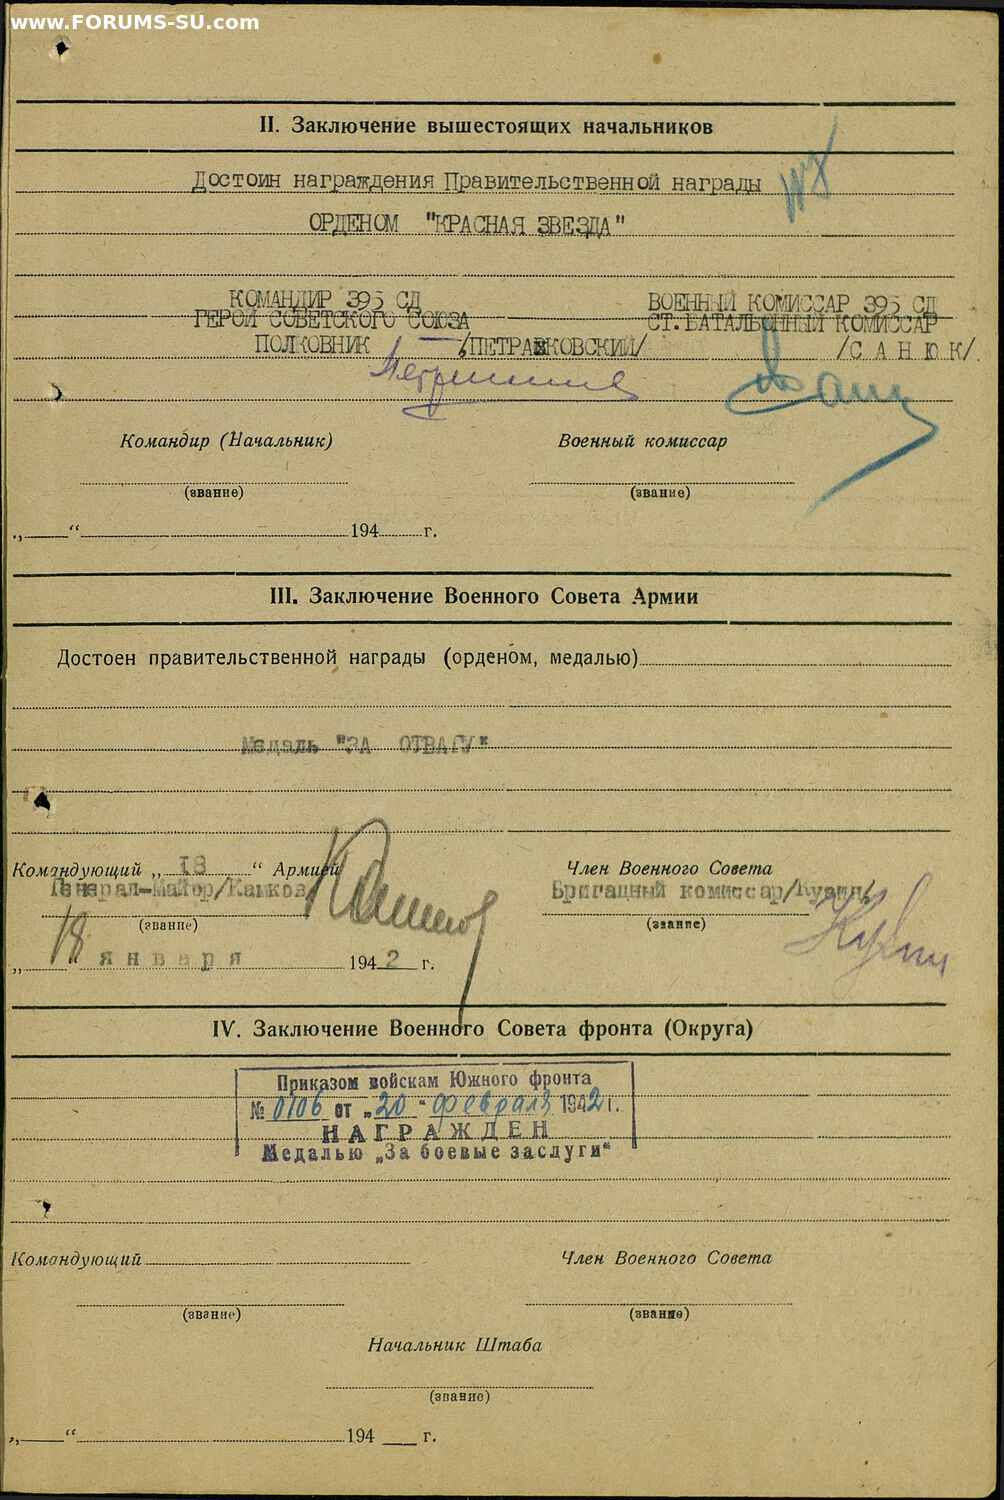 www.FORUMS-SU.com
II. Заключение вышестоящих начальников
Достоин награждения Правительственной награды
ОРДЕНОМ "КРАСНАЯ ЗВЕЗДА"
КОМАНДИР 395 СД ВОЕННЫЙ КОМИССАР 395 СД
ГЕРОЙ СОВЕТСКОГО СОЮЗА СТ.БАТАЛЬОННЫЙ КОМИССАР
ПОЛКОВНИК /ПЕТРАКОВСКИЙ/ /САНЮК/.
Командир (Начальник) Военный комиссар
(звание) (звание)
„ “ 194 г.
III. Заключение Военного Совета Армии
Достоен правительственной награды (орденом, медалью)
Медаль "ЗА ОТВАГУ"
Командующий „ 18 “ Армией Член Военного Совета
Генерал-Майор/Камков Бригадный комиссар/Кузин/
(звание) (звание)
„ 18 “ января 1942 г.
IV. Заключение Военного Совета фронта (Округа)
Приказом войскам Южного фронта
№ 0106 от „20“ февраля 1942 г.
НАГРАЖДЕН
Медалью „За боевые заслуги“
Командующий Член Военного Совета
(звание) (звание)
Начальник Штаба
(звание)
„ “ 194 г.